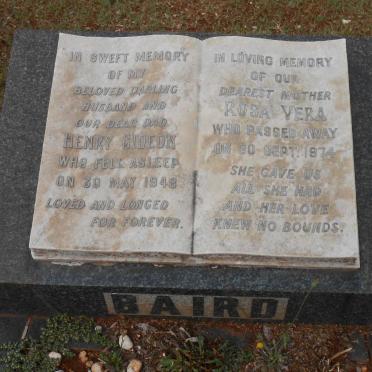 IN SWEET MEMORY
OF MY
BELOVED DARLING
HUSBAND AND
OUR DEAR DAD
HENRY GIDEON
WHO FELL ASLEEP
ON 30 MAY 1948
LOVED AND LONGED
FOR FOREVER.
IN LOVING MEMORY
OF OUR
DEAREST MOTHER
ROSA VERA
WHO PASSED AWAY
ON 30 SEPT. 1974
SHE GAVE US
ALL SHE HAD
AND HER LOVE
KNEW NO BOUNDS.
BAIRD